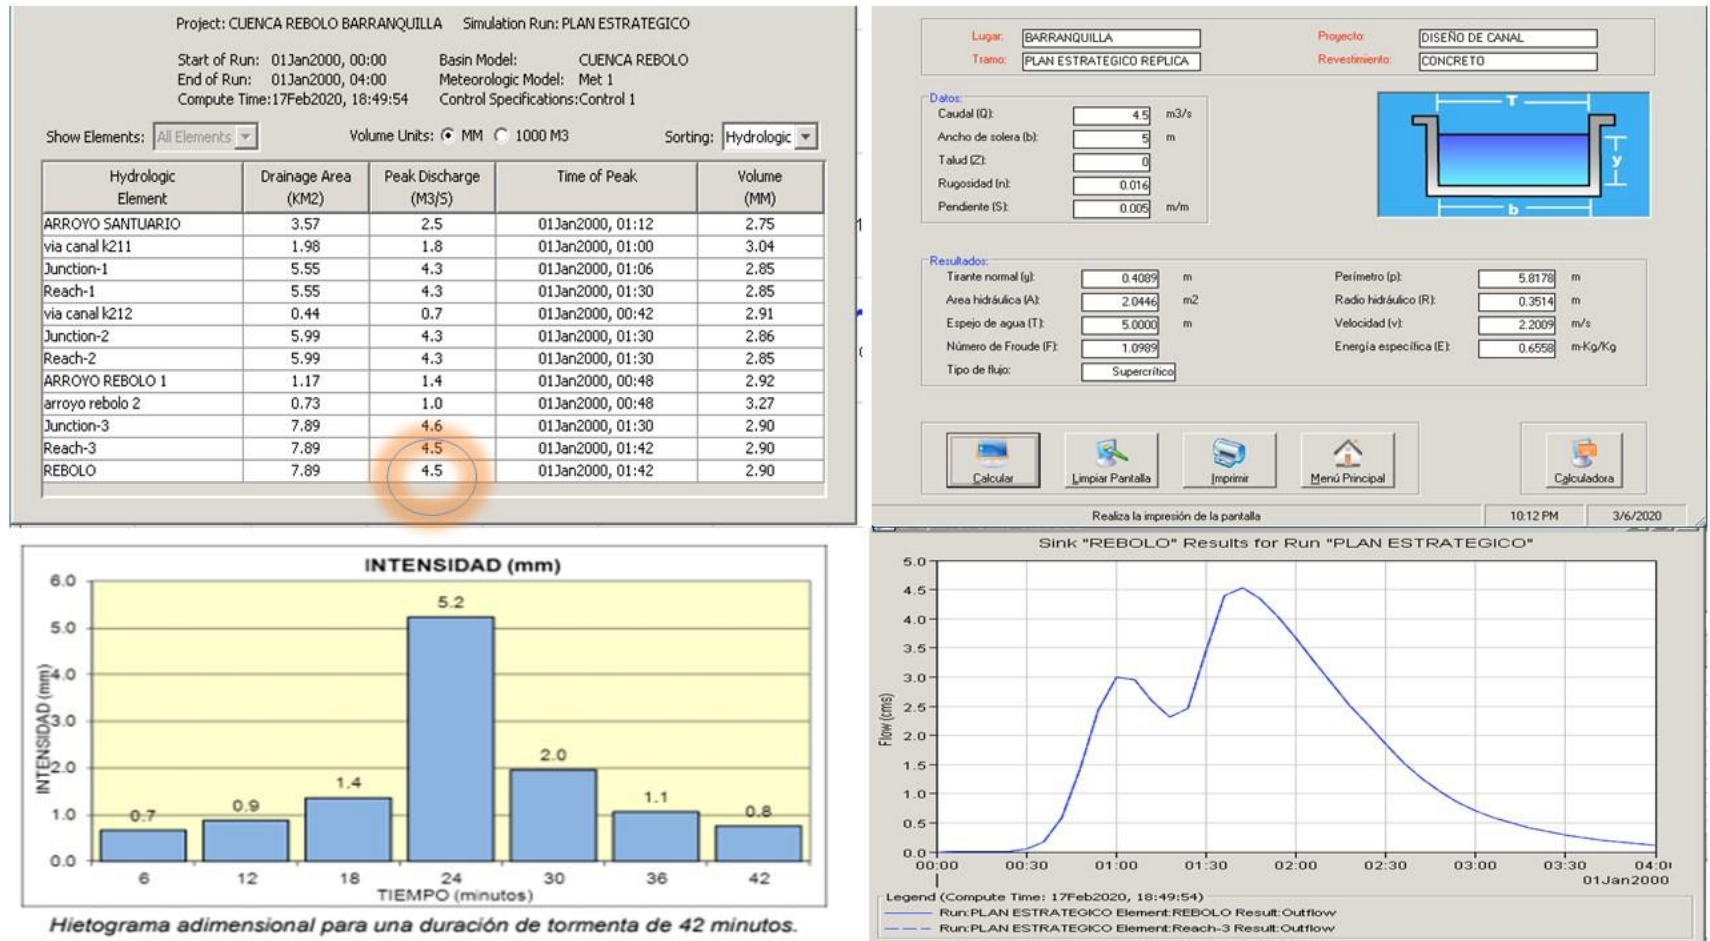 Project: CUENCA REBOLO BARRANQUILLA Simulation Run: PLAN ESTRATEGICO
Start of Run: 01Jan2000, 00:00 Basin Model: CUENCA REBOLO
End of Run: 01Jan2000, 04:00 Meteorologic Model: Met 1
Compute Time:17Feb2020, 18:49:54 Control Specifications:Control 1
Show Elements: All Elements Volume Units: MM 1000 M3 Sorting: Hydrologic
Hydrologic Element Drainage Area (KM2) Peak Discharge (M3/S) Time of Peak Volume (MM)
ARROYO SANTUARIO 3.57 2.5 01Jan2000, 01:12 2.75
via canal k211 1.98 1.8 01Jan2000, 01:00 3.04
Junction-1 5.55 4.3 01Jan2000, 01:06 2.85
Reach-1 5.55 4.3 01Jan2000, 01:30 2.85
via canal k212 0.44 0.7 01Jan2000, 00:42 2.91
Junction-2 5.99 4.3 01Jan2000, 01:30 2.86
Reach-2 5.99 4.3 01Jan2000, 01:30 2.85
ARROYO REBOLO 1 1.17 1.4 01Jan2000, 00:48 2.92
arroyo rebolo 2 0.73 1.0 01Jan2000, 00:48 3.27
Junction-3 7.89 4.6 01Jan2000, 01:30 2.90
Reach-3 7.89 4.5 01Jan2000, 01:42 2.90
REBOLO 7.89 4.5 01Jan2000, 01:42 2.90
Lugar: BARRANQUILLA Proyecto: DISEÑO DE CANAL
Tramo: PLAN ESTRATEGICO REPLICA Revestimiento: CONCRETO
Datos:
Caudal (Q): 4.5 m3/s
Ancho de solera (b): 5 m
Talud (Z): 0
Rugosidad (n): 0.016
Pendiente (S): 0.005 m/m
T
y
b
Resultados:
Tirante normal (y): 0.4089 m Perímetro (p): 5.8178 m
Area hidráulica (A): 2.0446 m2 Radio hidráulico (R): 0.3514 m
Espejo de agua (T): 5.0000 m Velocidad (v): 2.2009 m/s
Número de Froude (F): 1.0989 Energía específica (E): 0.6558 m-Kg/Kg
Tipo de flujo: Supercrítico
Calcular Limpiar Pantalla Imprimir Menú Principal Calculadora
Realiza la impresión de la pantalla 10:12 PM 3/6/2020
INTENSIDAD (mm)
INTENSIDAD (mm)
6.0
5.0
4.0
3.0
2.0
1.0
0.0
0.7 0.9 1.4 5.2 2.0 1.1 0.8
6 12 18 24 30 36 42
TIEMPO (minutos)
Hietograma adimensional para una duración de tormenta de 42 minutos.
Sink "REBOLO" Results for Run "PLAN ESTRATEGICO"
Flow (cms)
5.0
4.5
4.0
3.5
3.0
2.5
2.0
1.5
1.0
0.5
0.0
00:00 00:30 01:00 01:30 02:00 02:30 03:00 03:30
01Jan2000
Legend (Compute Time: 17Feb2020, 18:49:54)
Run:PLAN ESTRATEGICO Element:REBOLO Result:Outflow
Run:PLAN ESTRATEGICO Element:Reach-3 Result:Outflow